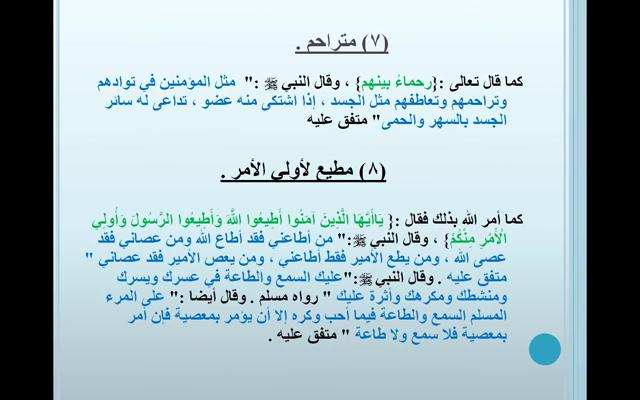 (٧) متراحم .
كما قال تعالى :{رحماءُ بينهم} ، وقال النبي ﷺ :" مثل المؤمنين في توادهم
وتراحمهم وتعاطفهم مثل الجسد ، إذا اشتكى منه عضو ، تداعى له سائر
الجسد بالسهر والحمى" متفق عليه
(٨) مطيع لأولي الأمر .
كما أمر الله بذلك فقال :{ يَاأَيُّهَا الَّذِينَ آمَنُوا أَطِيعُوا اللَّهَ وَأَطِيعُوا الرَّسُولَ وَأُولِي
الْأَمْرِ مِنْكُمْ} ، وقال النبي ﷺ:" من أطاعني فقد أطاع الله ومن عصاني فقد
عصى الله ، ومن يطع الأمير فقط أطاعني ، ومن يعص الأمير فقد عصاني "
متفق عليه . وقال النبي ﷺ:"عليك السمع والطاعة في عسرك ويسرك
ومنشطك ومكرهك وأثرة عليك " رواه مسلم . وقال أيضا :" على المرء
المسلم السمع والطاعة فيما أحب وكره إلا أن يؤمر بمعصية فإن أمر
بمعصية فلا سمع ولا طاعة " متفق عليه .